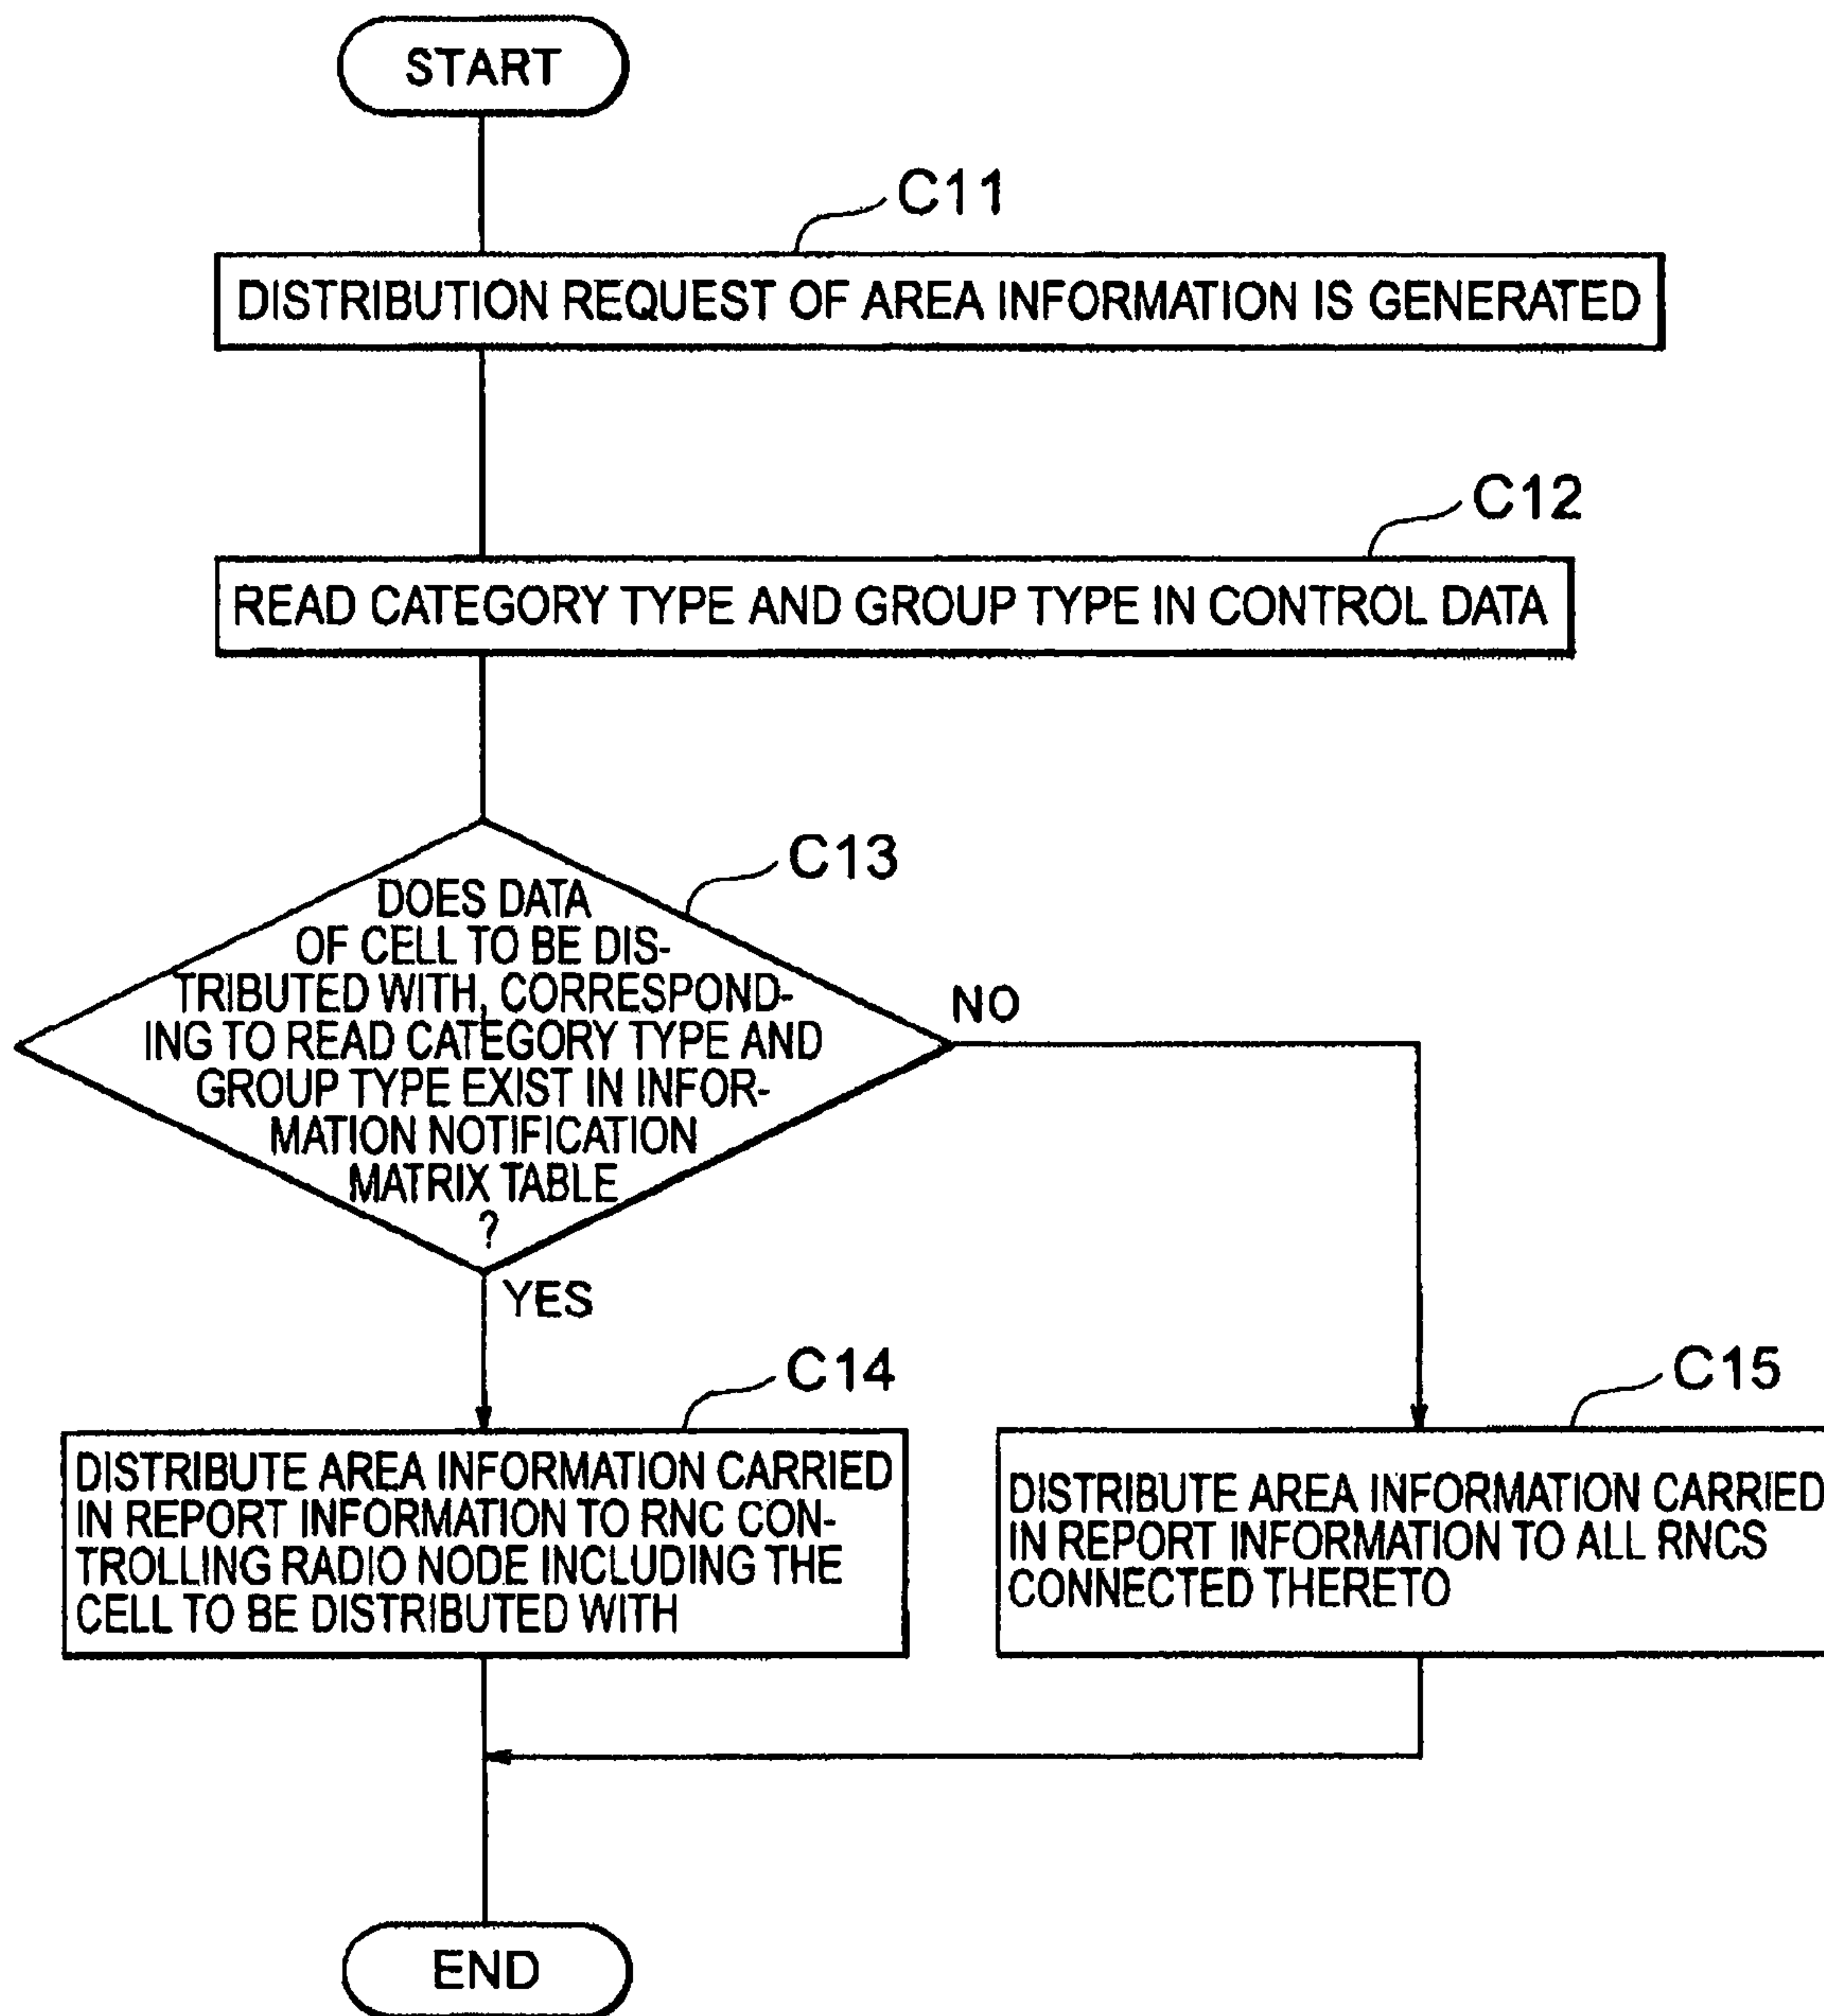 START
C11
DISTRIBUTION REQUEST OF AREA INFORMATION IS GENERATED
C12
READ CATEGORY TYPE AND GROUP TYPE IN CONTROL DATA
C13
DOES DATA
OF CELL TO BE DIS-
TRIBUTED WITH, CORRESPOND-
ING TO READ CATEGORY TYPE AND
GROUP TYPE EXIST IN INFOR-
MATION NOTIFICATION
MATRIX TABLE
?
NO
YES
C14
DISTRIBUTE AREA INFORMATION CARRIED
IN REPORT INFORMATION TO RNC CON-
TROLLING RADIO NODE INCLUDING THE
CELL TO BE DISTRIBUTED WITH
C15
DISTRIBUTE AREA INFORMATION CARRIED
IN REPORT INFORMATION TO ALL RNCS
CONNECTED THERETO
END